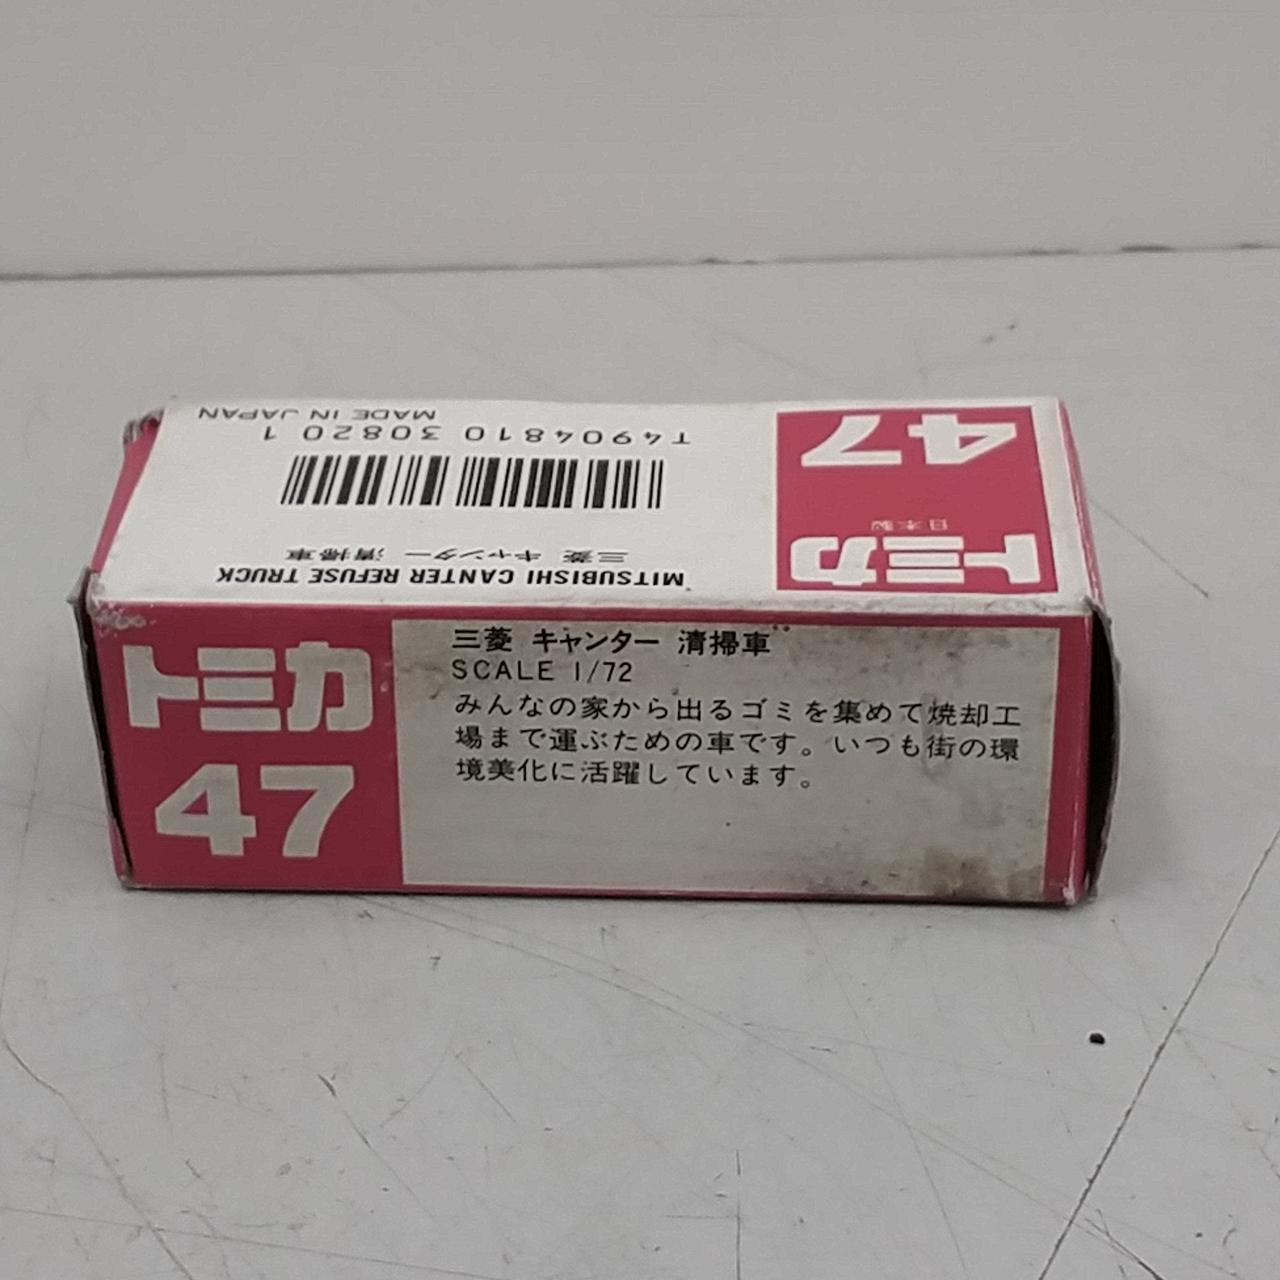 MADE IN JAPAN
T4904810 30820 1
三菱 キャンター 清掃車
MITSUBISHI CANTER REFUSE TRUCK
47
日本製
トミカ
トミカ
47
三菱 キャンター 清掃車
SCALE 1/72
みんなの家から出るゴミを集めて焼却工
場まで運ぶための車です。いつも街の環
境美化に活躍しています。